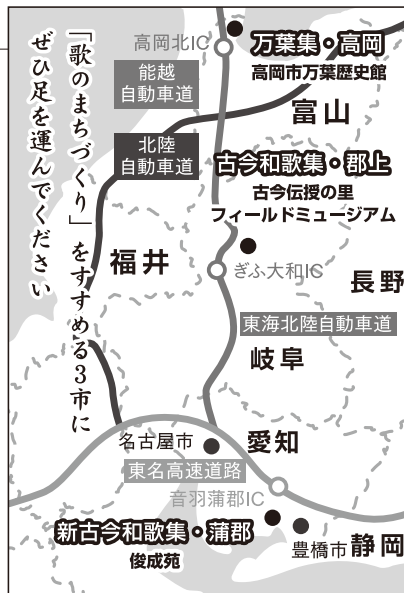 「歌のまちづくり」をすすめる3市に
ぜひ足を運んでください
高岡北IC
万葉集・高岡
高岡市万葉歴史館
能越
自動車道
富山
北陸
自動車道
古今和歌集・郡上
古今伝授の里
フィールドミュージアム
福井
ぎふ大和IC
長野
東海北陸自動車道
岐阜
名古屋市
愛知
東名高速道路
音羽蒲郡IC
新古今和歌集・蒲郡
俊成苑
豊橋市
静岡